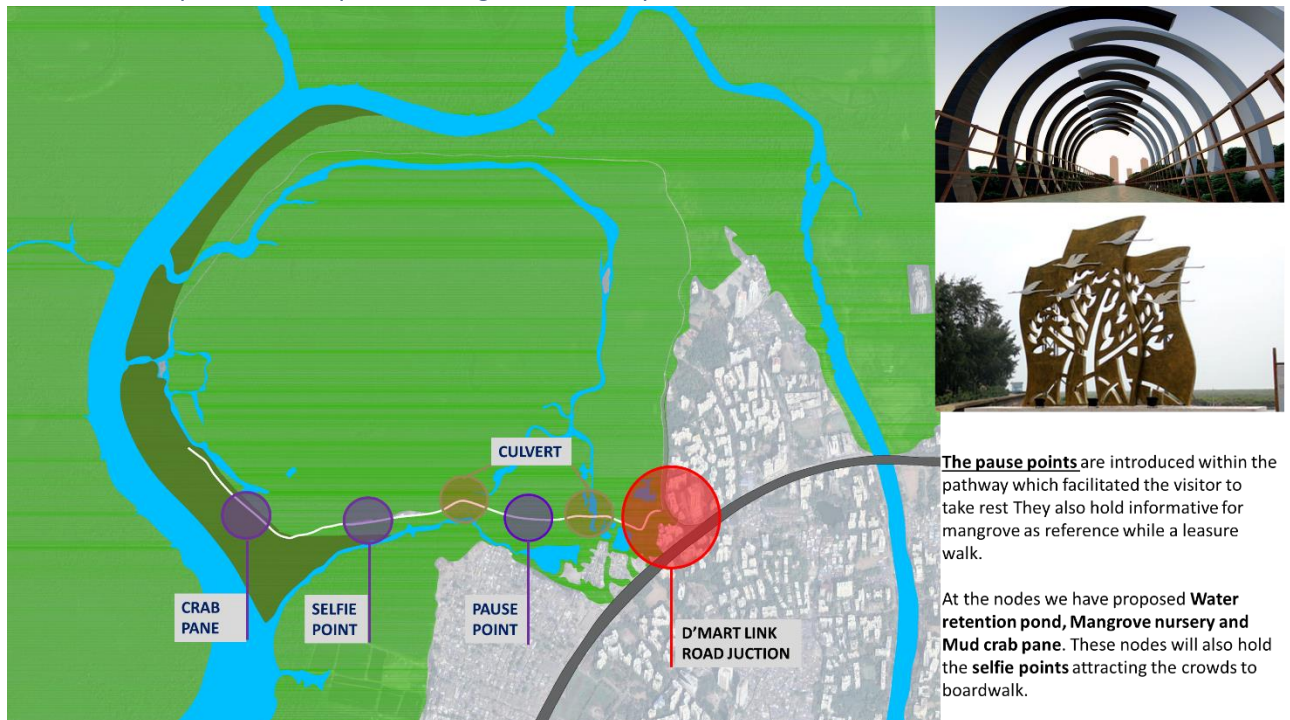 CULVERT
CRAB
PANE
SELFIE
POINT
PAUSE
POINT
D'MART LINK
ROAD JUCTION
The pause points are introduced within the
pathway which facilitated the visitor to
take rest They also hold informative for
mangrove as reference while a leasure
walk.
At the nodes we have proposed Water
retention pond, Mangrove nursery and
Mud crab pane. These nodes will also hold
the selfie points attracting the crowds to
boardwalk.